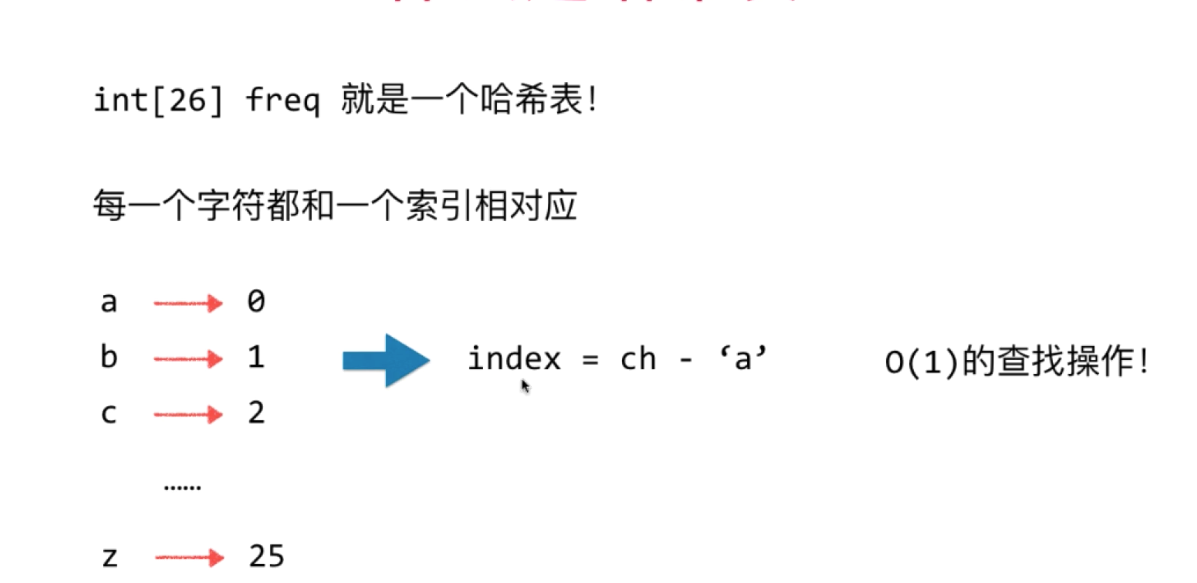 int[26] freq 就是一个哈希表!
每一个字符都和一个索引相对应
a 0
b 1 index = ch - ‘a’ O(1)的查找操作!
c 2
……
z 25